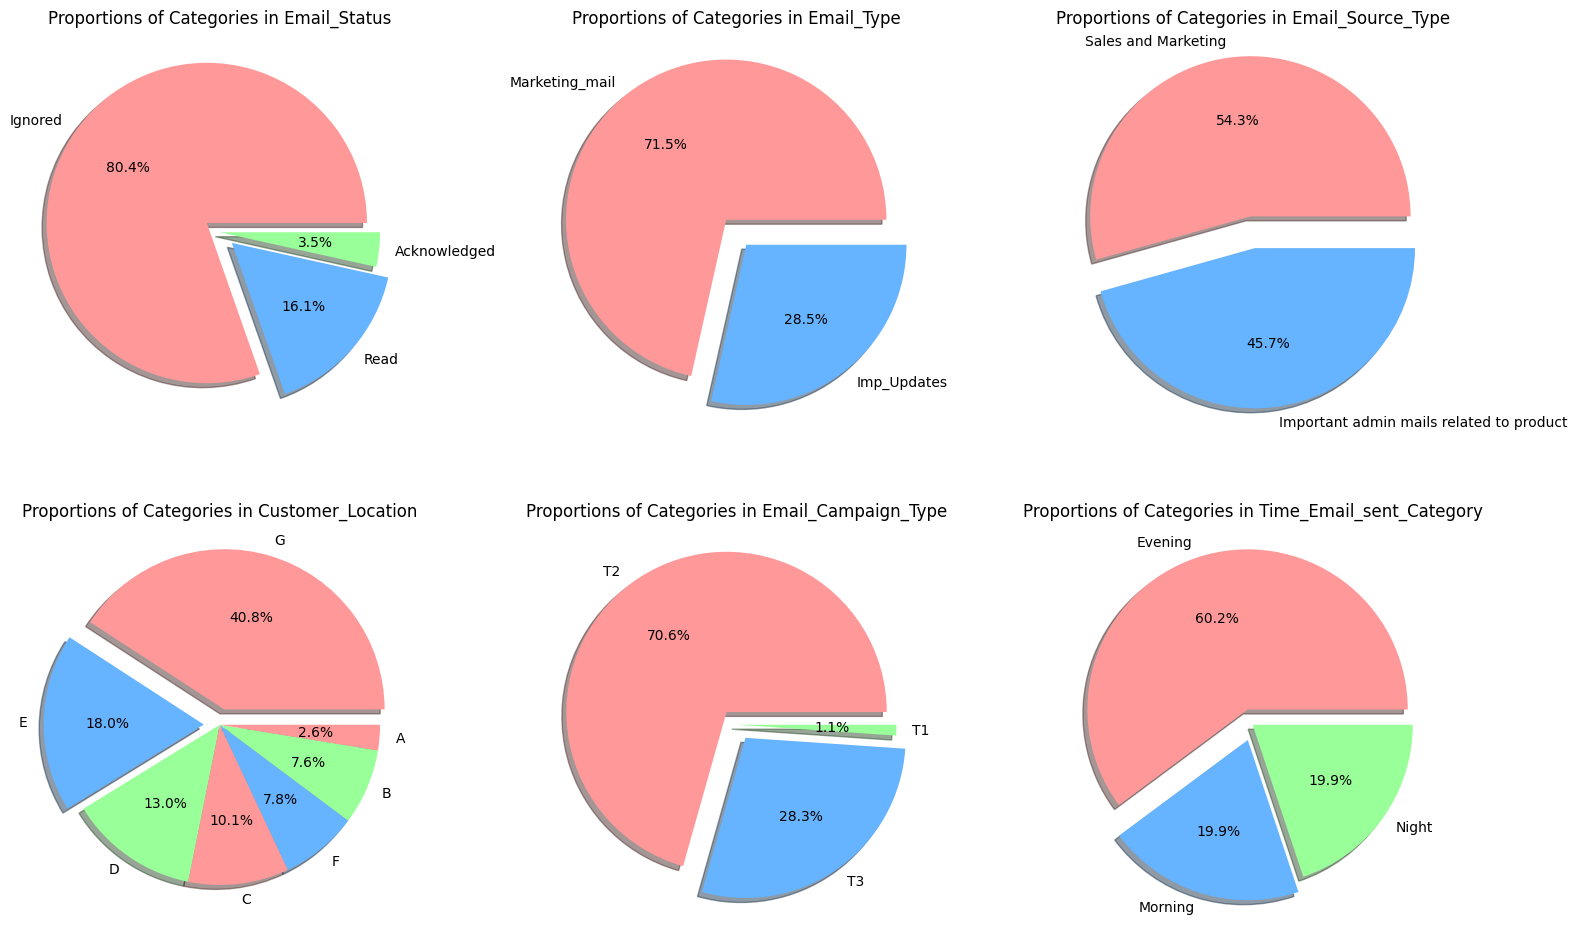 Proportions of Categories in Email_Status
Ignored
80.4%
3.5%
Acknowledged
16.1%
Read
Proportions of Categories in Email_Type
Marketing_mail
71.5%
28.5%
Imp_Updates
Proportions of Categories in Email_Source_Type
Sales and Marketing
54.3%
45.7%
Important admin mails related to product
Proportions of Categories in Customer_Location
G
40.8%
E
18.0%
2.6%
A
7.6%
B
13.0%
7.8%
10.1%
F
D
C
Proportions of Categories in Email_Campaign_Type
T2
70.6%
1.1%
T1
28.3%
T3
Proportions of Categories in Time_Email_sent_Category
Evening
60.2%
19.9%
Night
19.9%
Morning